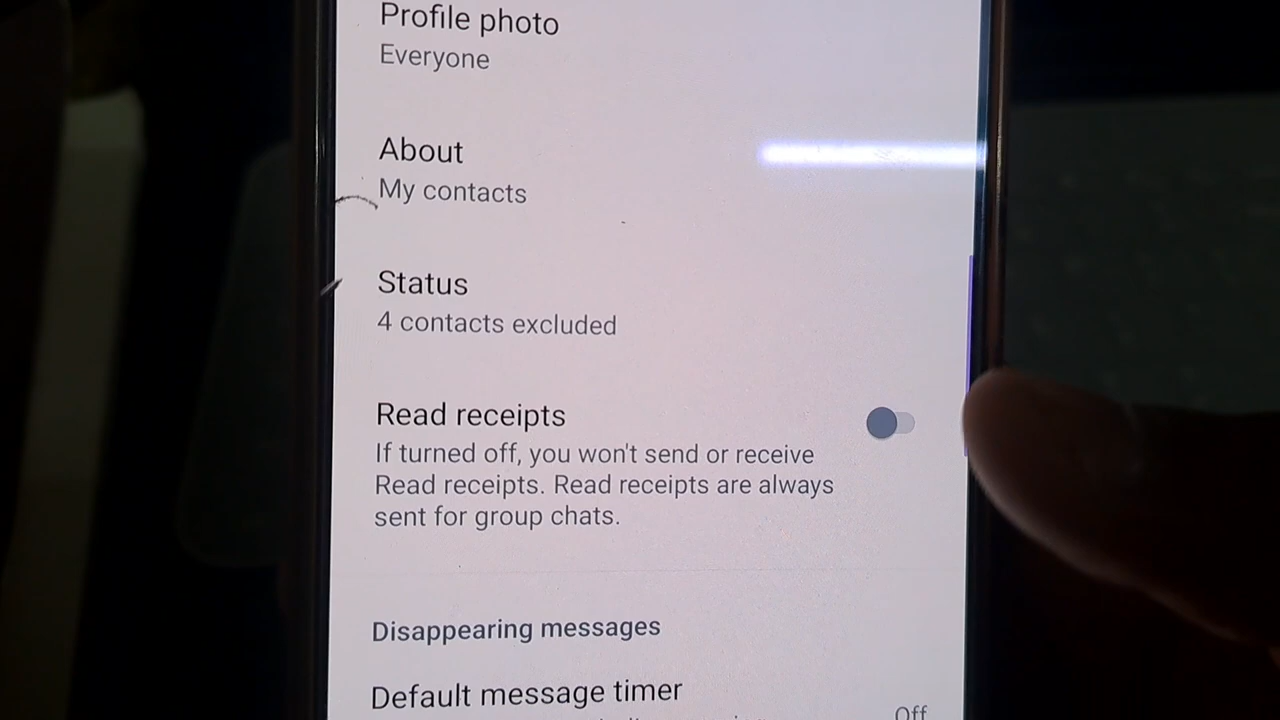 Profile photo
Everyone
About
My contacts
Status
4 contacts excluded
Read receipts
If turned off, you won't send or receive
Read receipts. Read receipts are always
sent for group chats.
Disappearing messages
Default message timer
Off